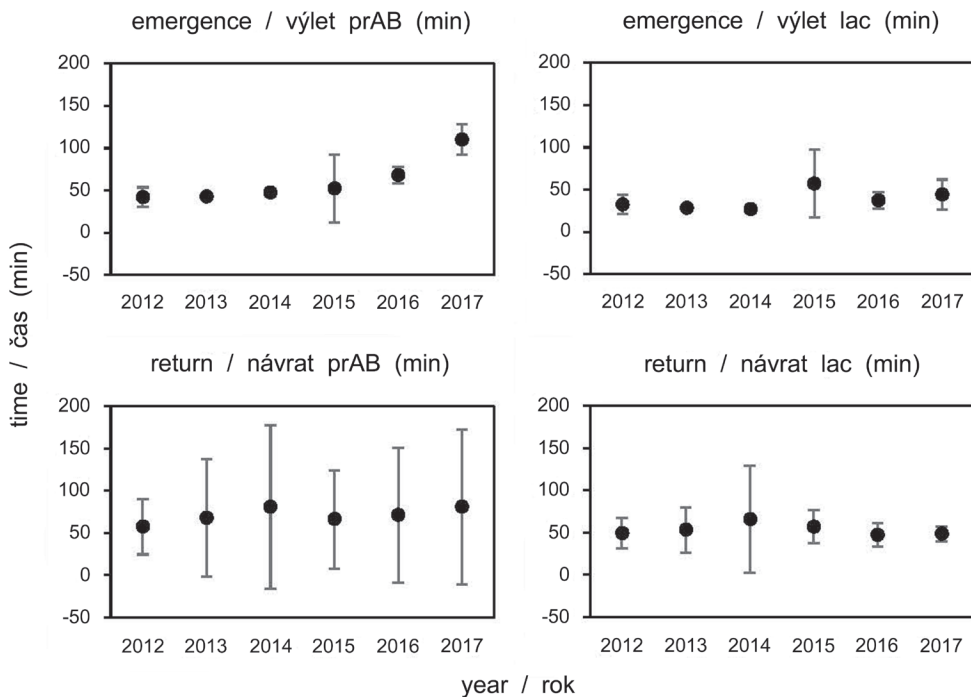 emergence / výlet prAB (min)
200
150
100
50
0
-50
2012 2013 2014 2015 2016 2017
emergence / výlet lac (min)
200
150
100
50
0
-50
2012 2013 2014 2015 2016 2017
time / čas (min)
return / návrat prAB (min)
200
150
100
50
0
-50
2012 2013 2014 2015 2016 2017
return / návrat lac (min)
200
150
100
50
0
-50
2012 2013 2014 2015 2016 2017
year / rok